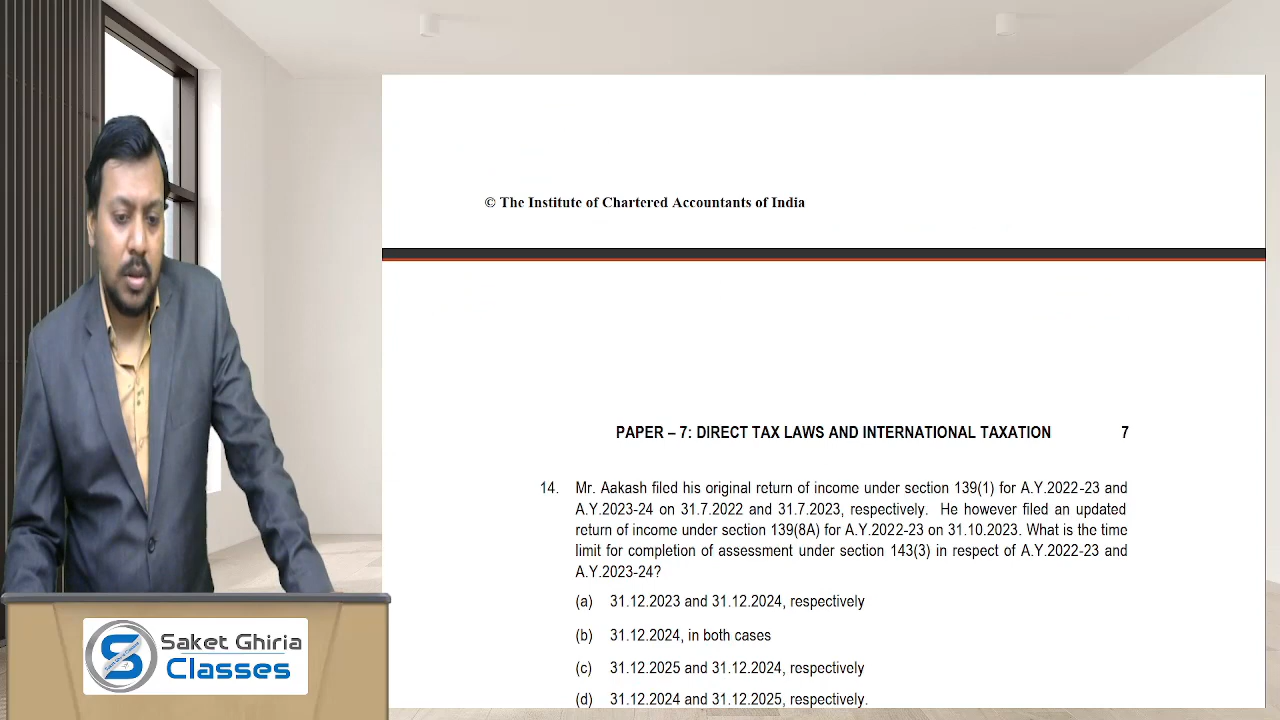 © The Institute of Chartered Accountants of India
PAPER – 7: DIRECT TAX LAWS AND INTERNATIONAL TAXATION 7
14. Mr. Aakash filed his original return of income under section 139(1) for A.Y.2022-23 and
A.Y.2023-24 on 31.7.2022 and 31.7.2023, respectively. He however filed an updated
return of income under section 139(8A) for A.Y.2022-23 on 31.10.2023. What is the time
limit for completion of assessment under section 143(3) in respect of A.Y.2022-23 and
A.Y.2023-24?
(a) 31.12.2023 and 31.12.2024, respectively
(b) 31.12.2024, in both cases
(c) 31.12.2025 and 31.12.2024, respectively
(d) 31.12.2024 and 31.12.2025, respectively.
Saket Ghiria
Classes